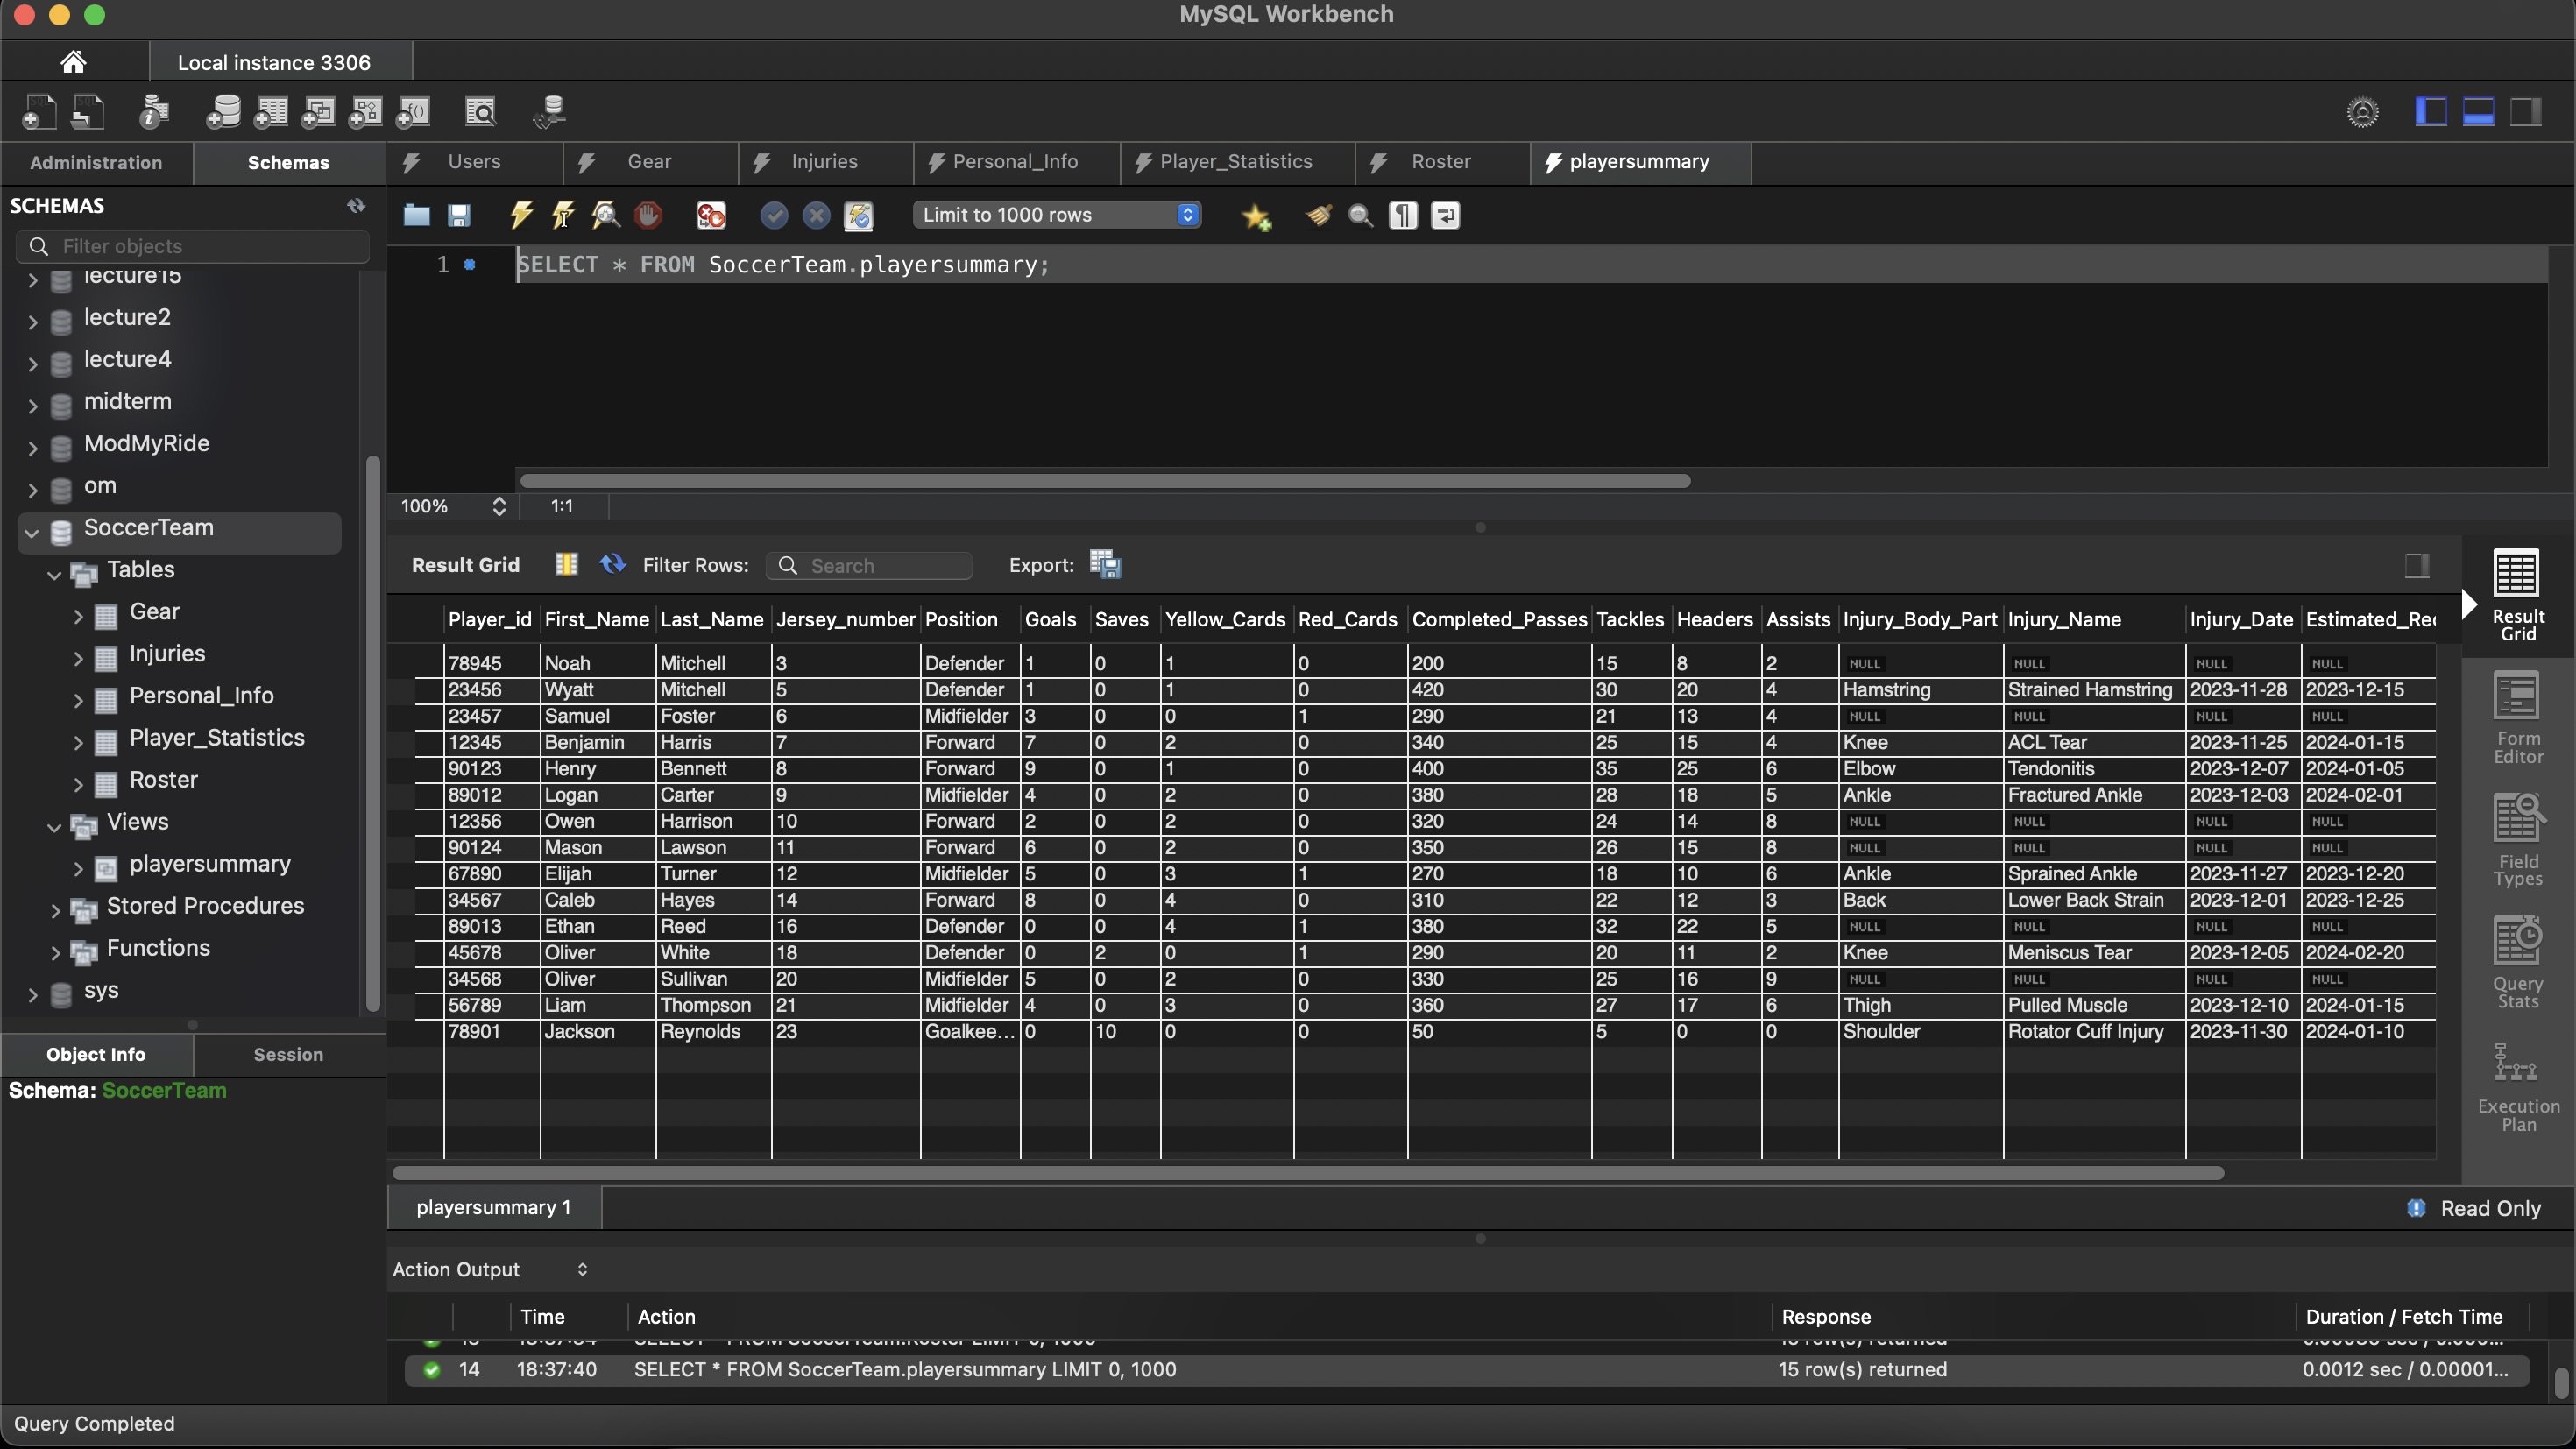 MySQL Workbench
Local instance 3306
Administration Schemas Users Gear Injuries Personal_Info Player_Statistics Roster playersummary
SCHEMAS
Filter objects
Limit to 1000 rows
1 SELECT * FROM SoccerTeam.playersummary;
lecture15
lecture2
lecture4
midterm
ModMyRide
om
SoccerTeam
Tables
Gear
Injuries
Personal_Info
Player_Statistics
Roster
Views
playersummary
Stored Procedures
Functions
sys
Object Info Session
Schema: SoccerTeam
100% 1:1
Result Grid Filter Rows: Search Export:
Player_id First_Name Last_Name Jersey_number Position Goals Saves Yellow_Cards Red_Cards Completed_Passes Tackles Headers Assists Injury_Body_Part Injury_Name Injury_Date Estimated_Rec
78945 Noah Mitchell 3 Defender 1 0 1 0 200 15 8 2 NULL NULL NULL NULL
23456 Wyatt Mitchell 5 Defender 1 0 1 0 420 30 20 4 Hamstring Strained Hamstring 2023-11-28 2023-12-15
23457 Samuel Foster 6 Midfielder 3 0 0 1 290 21 13 4 NULL NULL NULL NULL
12345 Benjamin Harris 7 Forward 7 0 2 0 340 25 15 4 Knee ACL Tear 2023-11-25 2024-01-15
90123 Henry Bennett 8 Forward 9 0 1 0 400 35 25 6 Elbow Tendonitis 2023-12-07 2024-01-05
89012 Logan Carter 9 Midfielder 4 0 2 0 380 28 18 5 Ankle Fractured Ankle 2023-12-03 2024-02-01
12356 Owen Harrison 10 Forward 2 0 2 0 320 24 14 8 NULL NULL NULL NULL
90124 Mason Lawson 11 Forward 6 0 2 0 350 26 15 8 NULL NULL NULL NULL
67890 Elijah Turner 12 Midfielder 5 0 3 1 270 18 10 6 Ankle Sprained Ankle 2023-11-27 2023-12-20
34567 Caleb Hayes 14 Forward 8 0 4 0 310 22 12 3 Back Lower Back Strain 2023-12-01 2023-12-25
89013 Ethan Reed 16 Defender 0 0 4 1 380 32 22 5 NULL NULL NULL NULL
45678 Oliver White 18 Defender 0 2 0 1 290 20 11 2 Knee Meniscus Tear 2023-12-05 2024-02-20
34568 Oliver Sullivan 20 Midfielder 5 0 2 0 330 25 16 9 NULL NULL NULL NULL
56789 Liam Thompson 21 Midfielder 4 0 3 0 360 27 17 6 Thigh Pulled Muscle 2023-12-10 2024-01-15
78901 Jackson Reynolds 23 Goalkee... 0 10 0 0 50 5 0 0 Shoulder Rotator Cuff Injury 2023-11-30 2024-01-10
Result
Grid
Form
Editor
Field
Types
Query
Stats
Execution
Plan
playersummary 1 Read Only
Action Output
Time Action Response Duration / Fetch Time
14 18:37:40 SELECT * FROM SoccerTeam.playersummary LIMIT 0, 1000 15 row(s) returned 0.0012 sec / 0.00001...
Query Completed